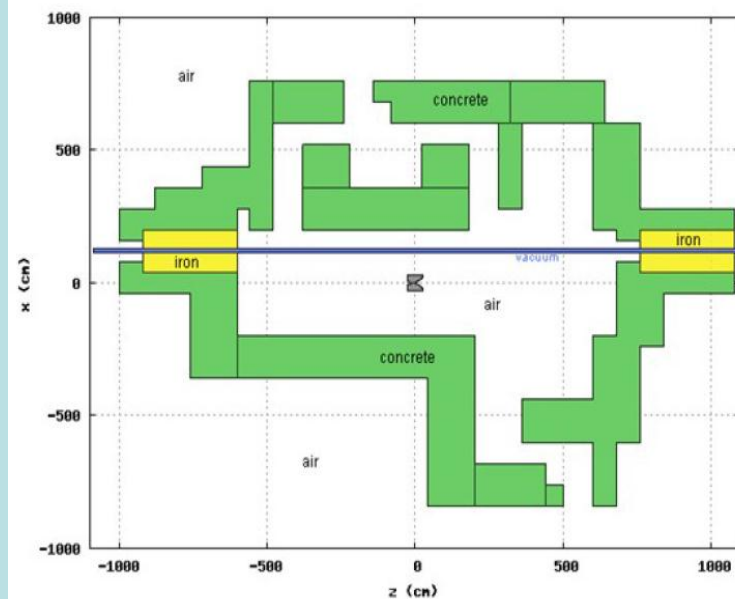 1000
air
concrete
500
iron
iron
vacuum
0
x (cm)
air
concrete
-500
air
-1000
-1000
-500
0
500
1000
z (cm)